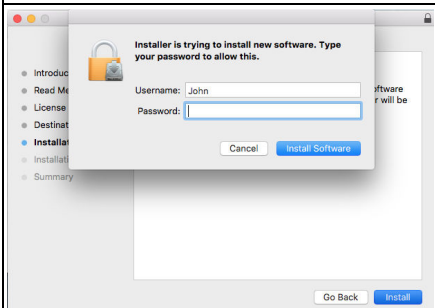 Installer is trying to install new software. Type
your password to allow this.
Username: John
Password:
Cancel
Install Software
Introduc
Read Me
License
Destinat
Installat
Installati
Summary
oftware
r will be
Go Back
Install